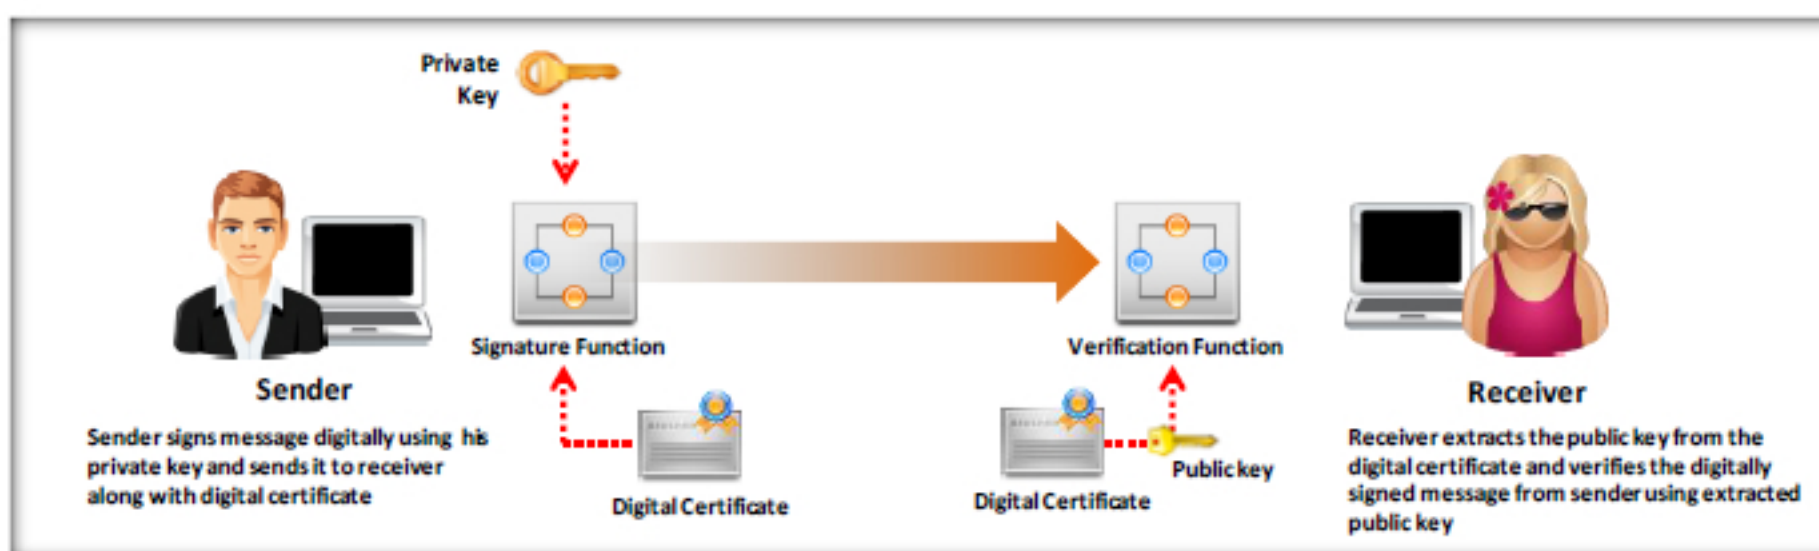 Private
Key
Signature Function
Verification Function
Sender
Receiver
Sender signs message digitally using his
private key and sends it to receiver
along with digital certificate
Digital Certificate
Digital Certificate
Public key
Receiver extracts the public key from the
digital certificate and verifies the digitally
signed message from sender using extracted
public key